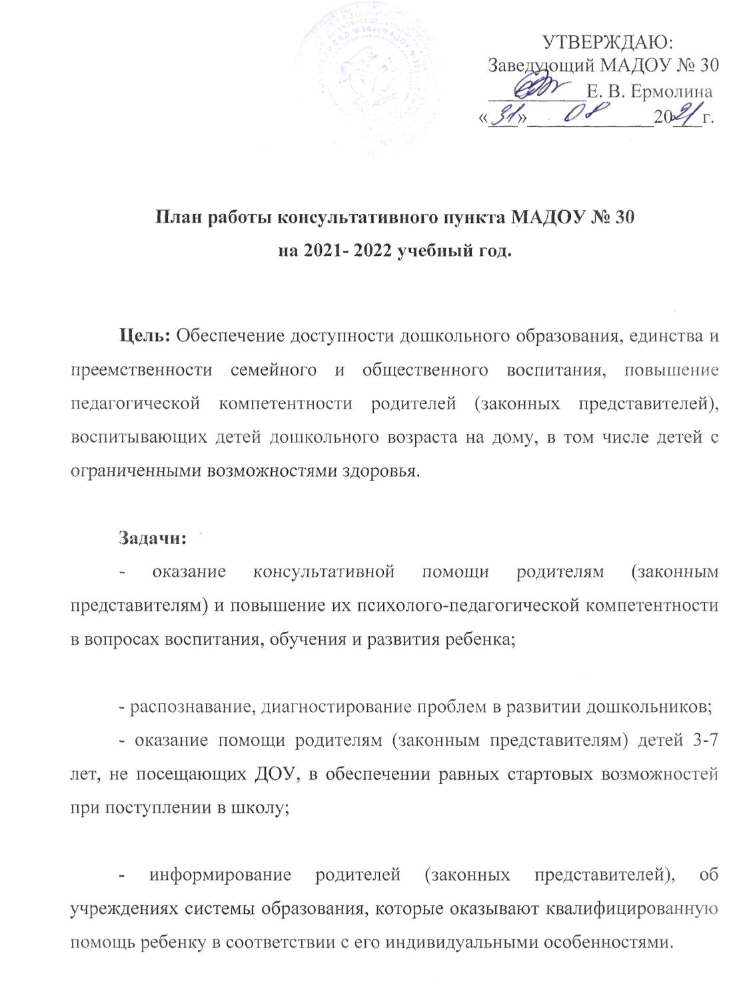 УТВЕРЖДАЮ:
Заведующий МАДОУ № 30
__________Е. В. Ермолина
«31» 08 2021 г.
План работы консультативного пункта МАДОУ № 30
на 2021- 2022 учебный год.
Цель: Обеспечение доступности дошкольного образования, единства и
преемственности семейного и общественного воспитания, повышение
педагогической компетентности родителей (законных представителей),
воспитывающих детей дошкольного возраста на дому, в том числе детей с
ограниченными возможностями здоровья.
Задачи:
- оказание консультативной помощи родителям (законным
представителям) и повышение их психолого-педагогической компетентности
в вопросах воспитания, обучения и развития ребенка;
- распознавание, диагностирование проблем в развитии дошкольников;
- оказание помощи родителям (законным представителям) детей 3-7
лет, не посещающих ДОУ, в обеспечении равных стартовых возможностей
при поступлении в школу;
- информирование родителей (законных представителей), об
учреждениях системы образования, которые оказывают квалифицированную
помощь ребенку в соответствии с его индивидуальными особенностями.